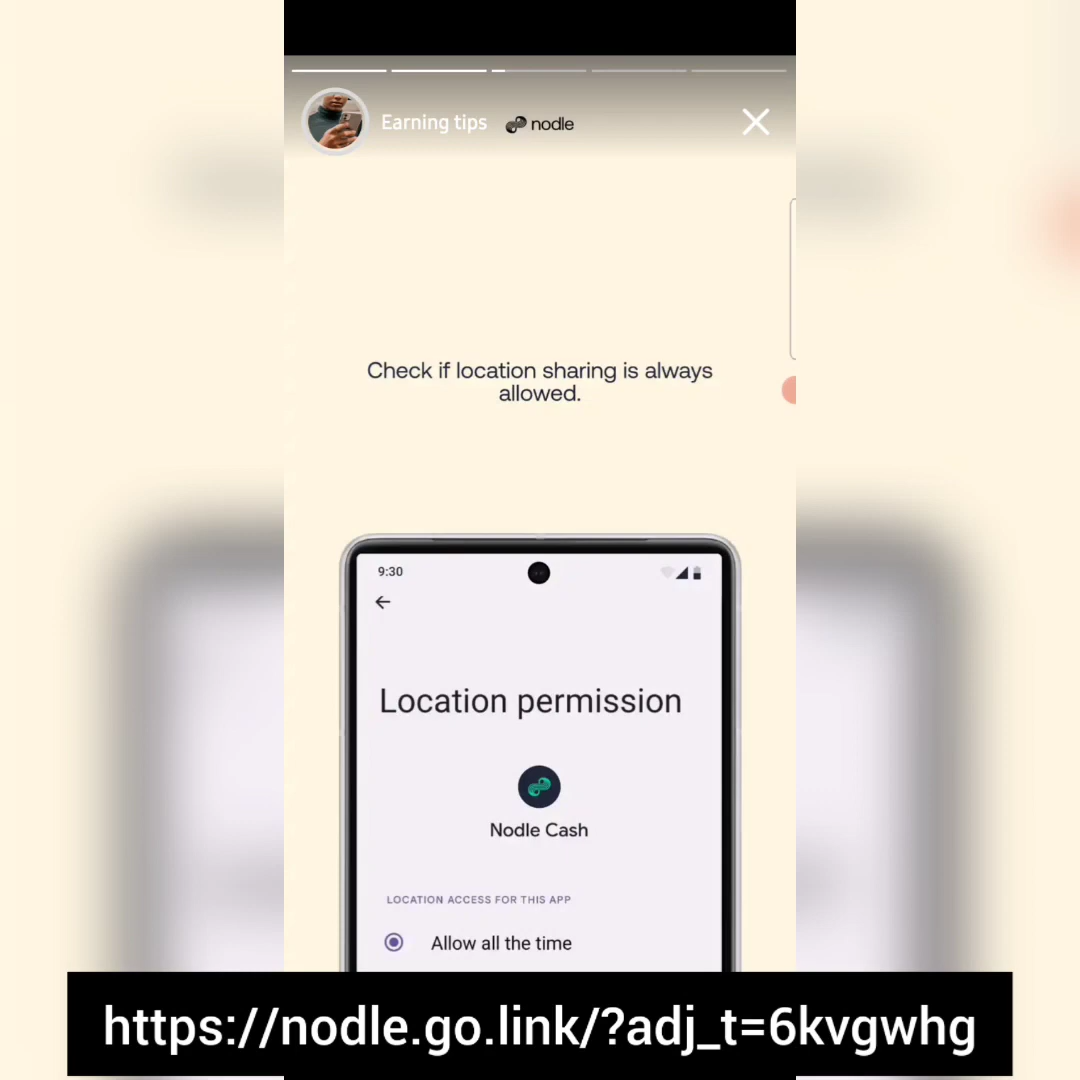 Earning tips nodle
Check if location sharing is always
allowed.
9:30
Location permission
Nodle Cash
LOCATION ACCESS FOR THIS APP
Allow all the time
https://nodle.go.link/?adj_t=6kvgwhg